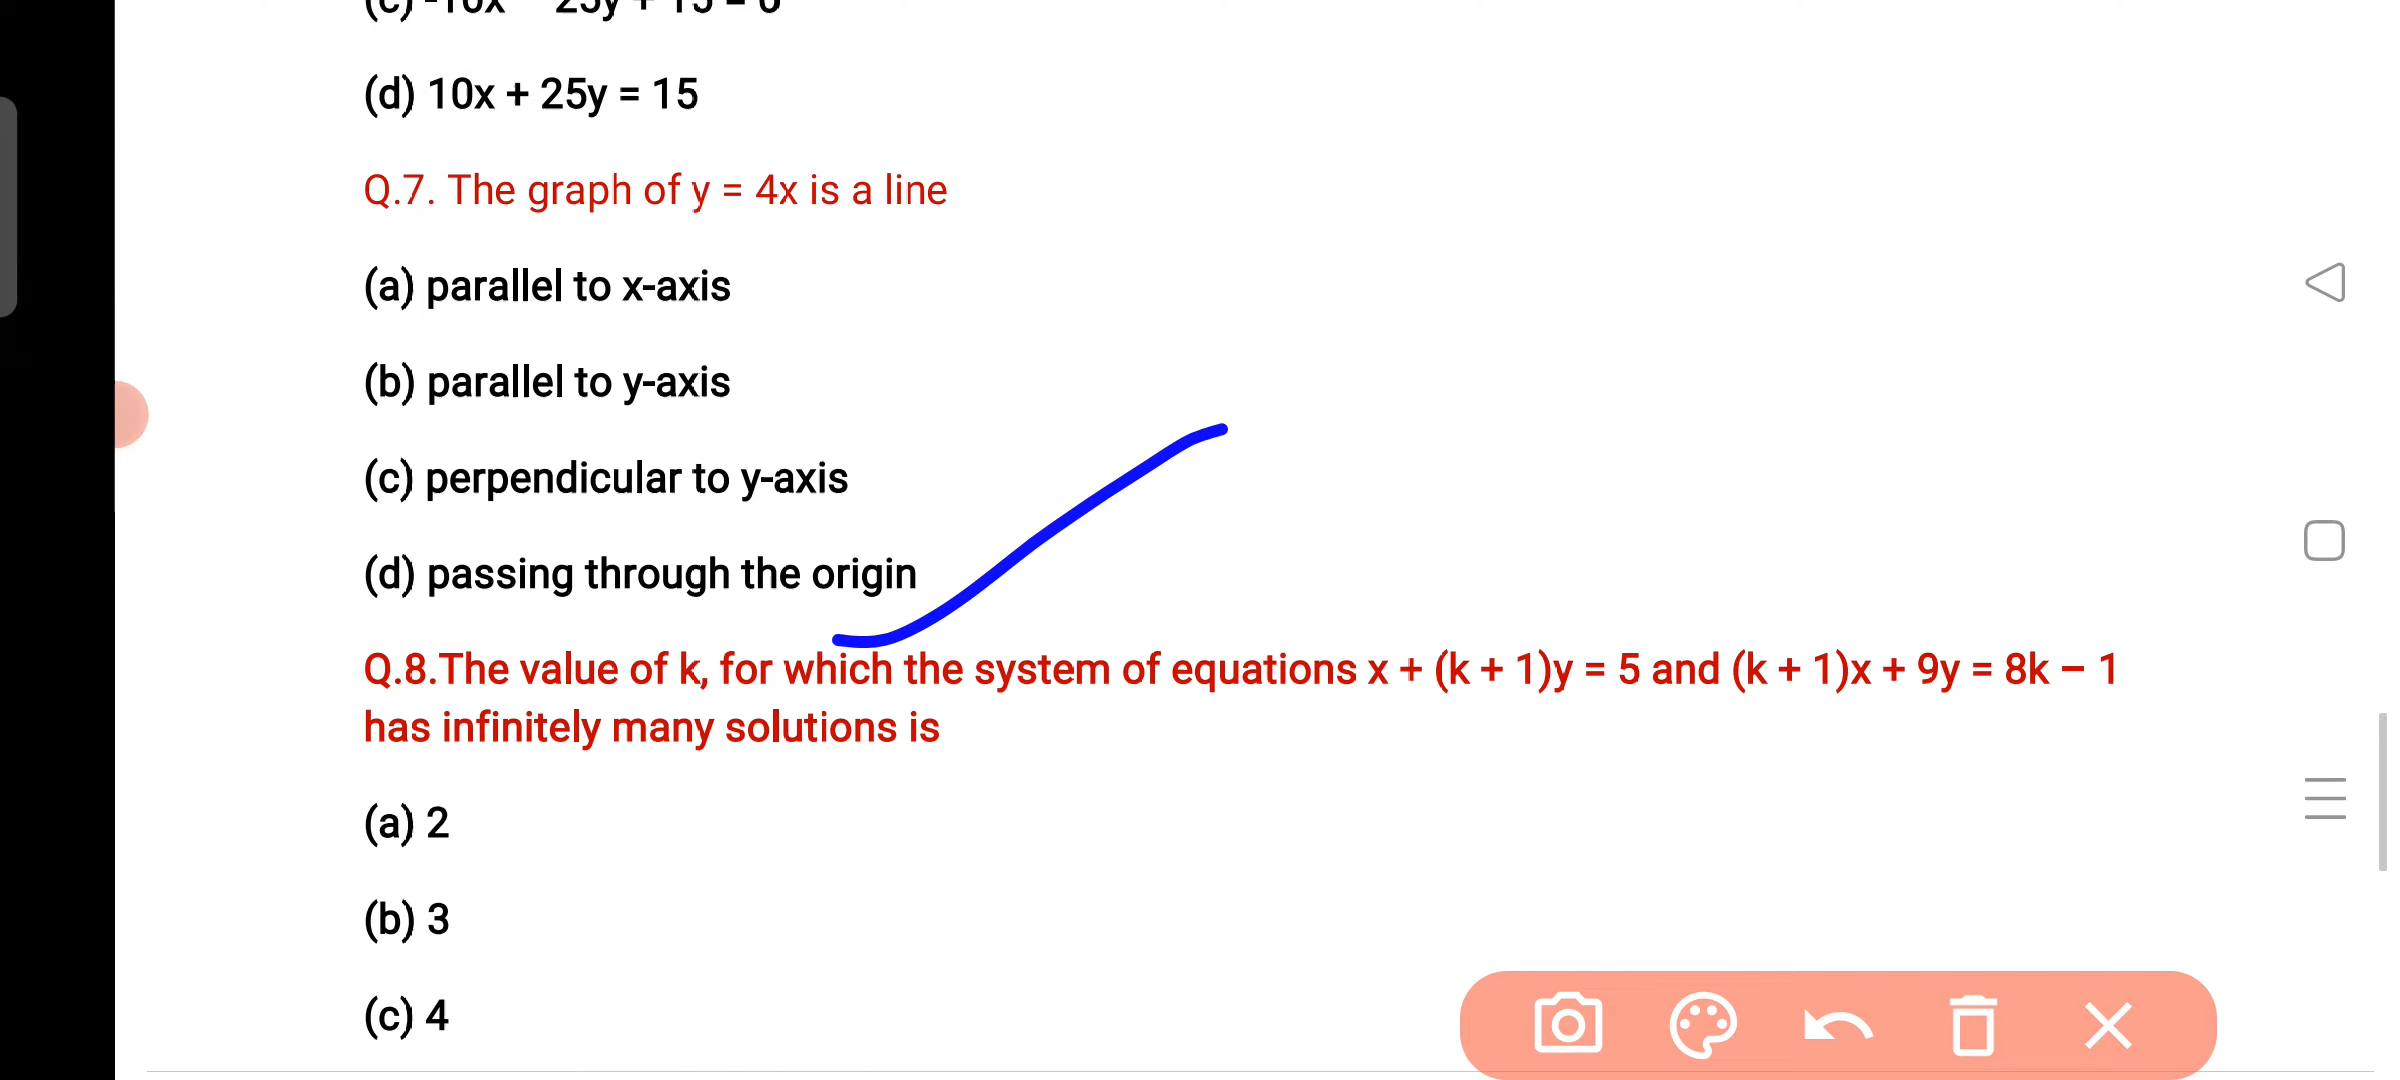 (d) 10x + 25y = 15
Q.7. The graph of y = 4x is a line
(a) parallel to x-axis
(b) parallel to y-axis
(c) perpendicular to y-axis
(d) passing through the origin
Q.8.The value of k, for which the system of equations x + (k + 1)y = 5 and (k + 1)x + 9y = 8k – 1
has infinitely many solutions is
(a) 2
(b) 3
(c) 4